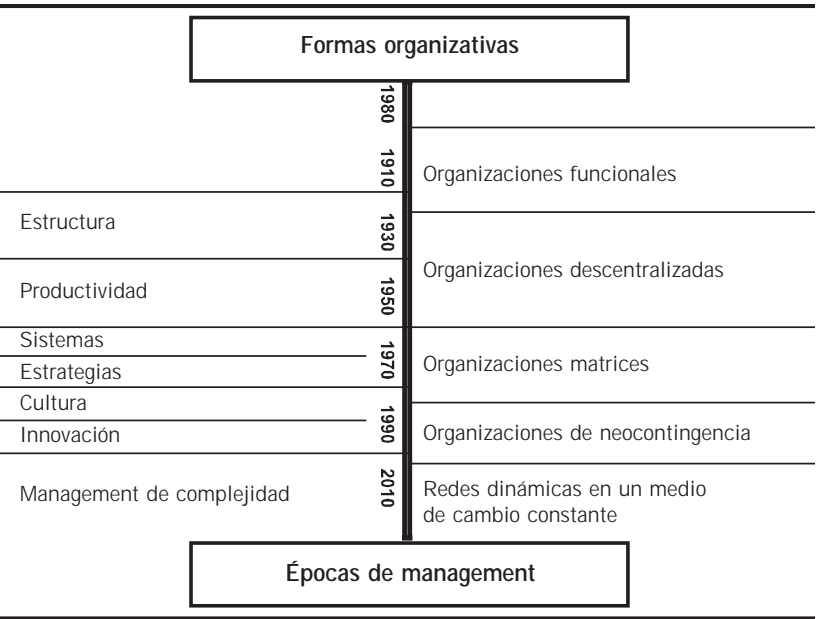 Formas organizativas
1980
1910
Organizaciones funcionales
Estructura
1930
Organizaciones descentralizadas
Productividad
1950
Sistemas
1970
Organizaciones matrices
Estrategias
Cultura
1990
Organizaciones de neocontingencia
Innovación
Management de complejidad
2010
Redes dinámicas en un medio
de cambio constante
Épocas de management